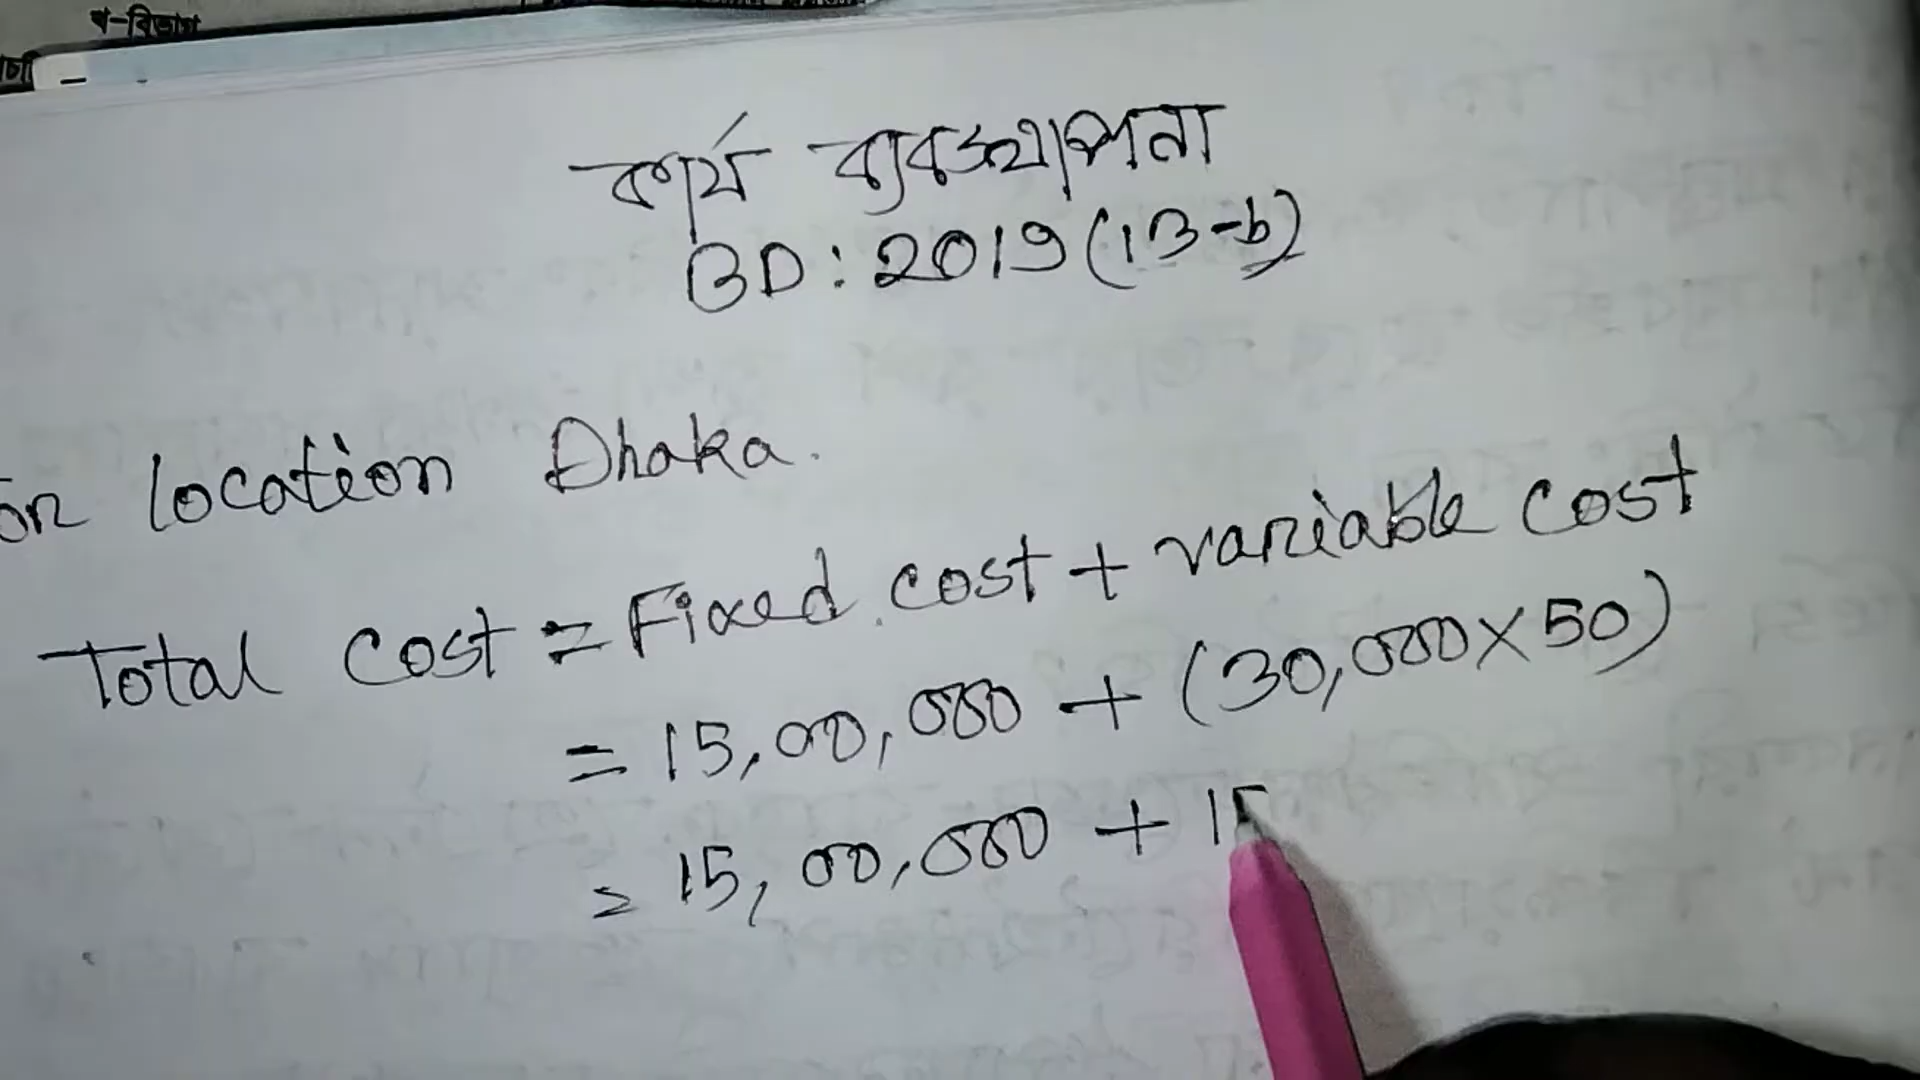 খ-বিভাগ
কার্য ব্যবস্থাপনা
BD: 2019 (13-b)
location Dhaka.
Total cost = Fixed cost + variable cost
= 15,00,000 + (30,000 × 50)
= 15,00,000 + 15